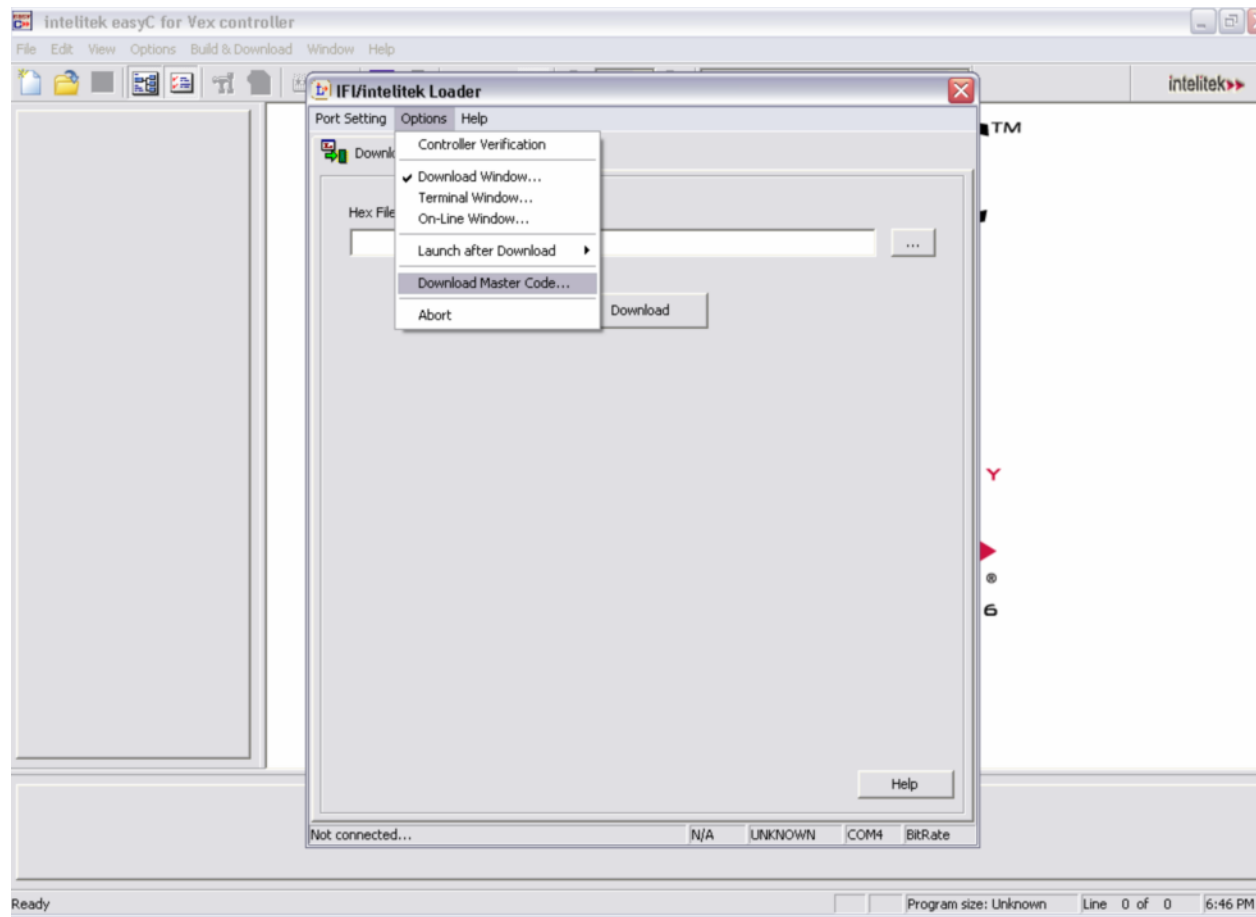 intelitek easyC for Vex controller
File Edit View Options Build & Download Window Help
intelitek
IFI/intelitek Loader
Port Setting Options Help
Controller Verification
Download Window...
Terminal Window...
On-Line Window...
Launch after Download
Download Master Code...
Abort
Hex File
...
Download
TM
Y
®
6
Help
Not connected... N/A UNKNOWN COM4 BitRate
Ready Program size: Unknown Line 0 of 0 6:46 PM